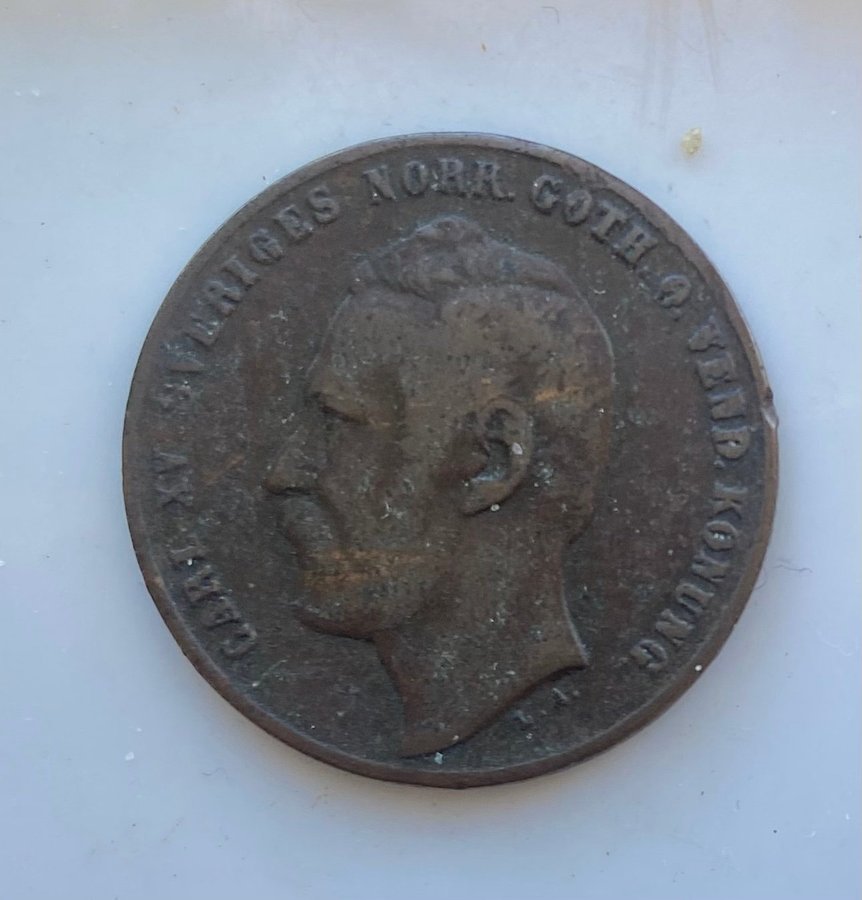 CARL XV SVERIGES NORR. GOTH. O. VEND. KONUNG
L. A.